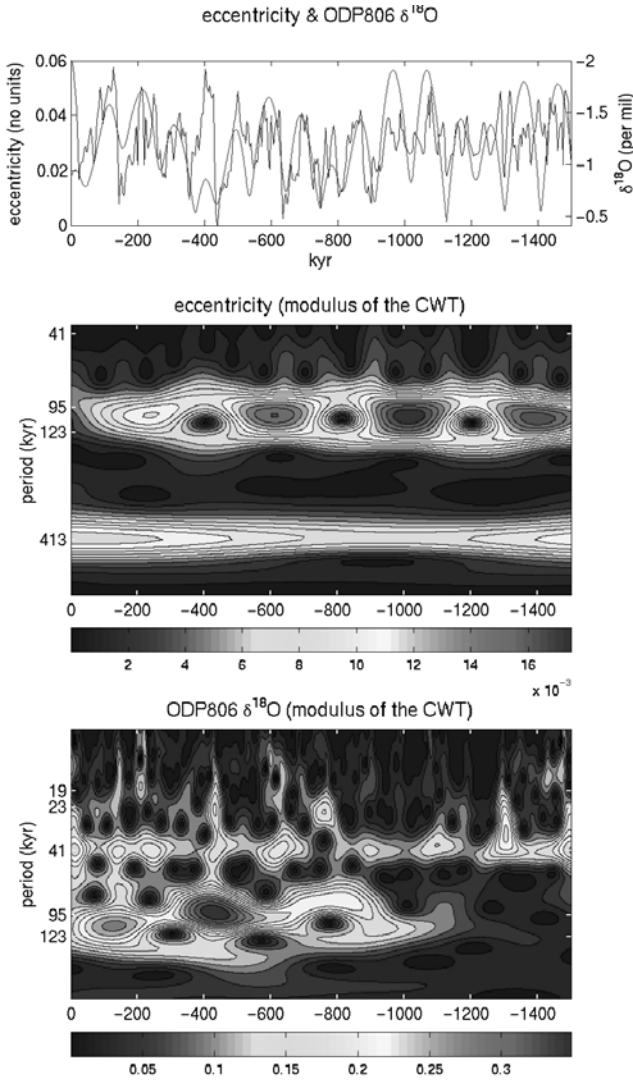 eccentricity & ODP806 δ¹⁸O
0.06
0.04
0.02
0
eccentricity (no units)
−2
−1.5
−1
−0.5
δ¹⁸O (per mil)
0 −200 −400 −600 −800 −1000 −1200 −1400
kyr
eccentricity (modulus of the CWT)
41
95
123
413
period (kyr)
0 −200 −400 −600 −800 −1000 −1200 −1400
2 4 6 8 10 12 14 16
x 10⁻³
ODP806 δ¹⁸O (modulus of the CWT)
19
23
41
95
123
period (kyr)
0 −200 −400 −600 −800 −1000 −1200 −1400
0.05 0.1 0.15 0.2 0.25 0.3